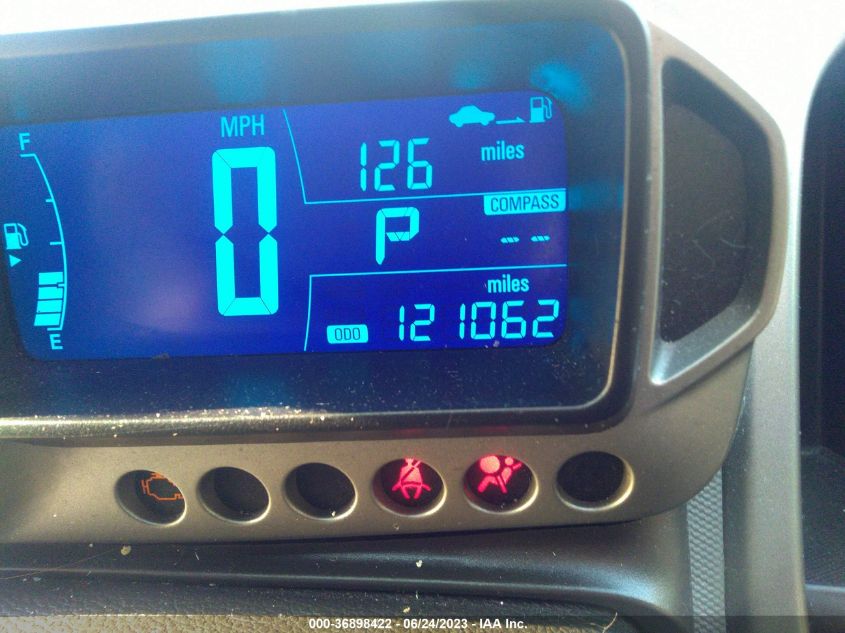 F
MPH
0
126
miles
P
COMPASS
-- --
E
miles
ODO
121062
000-36898422 - 06/24/2023 - IAA Inc.